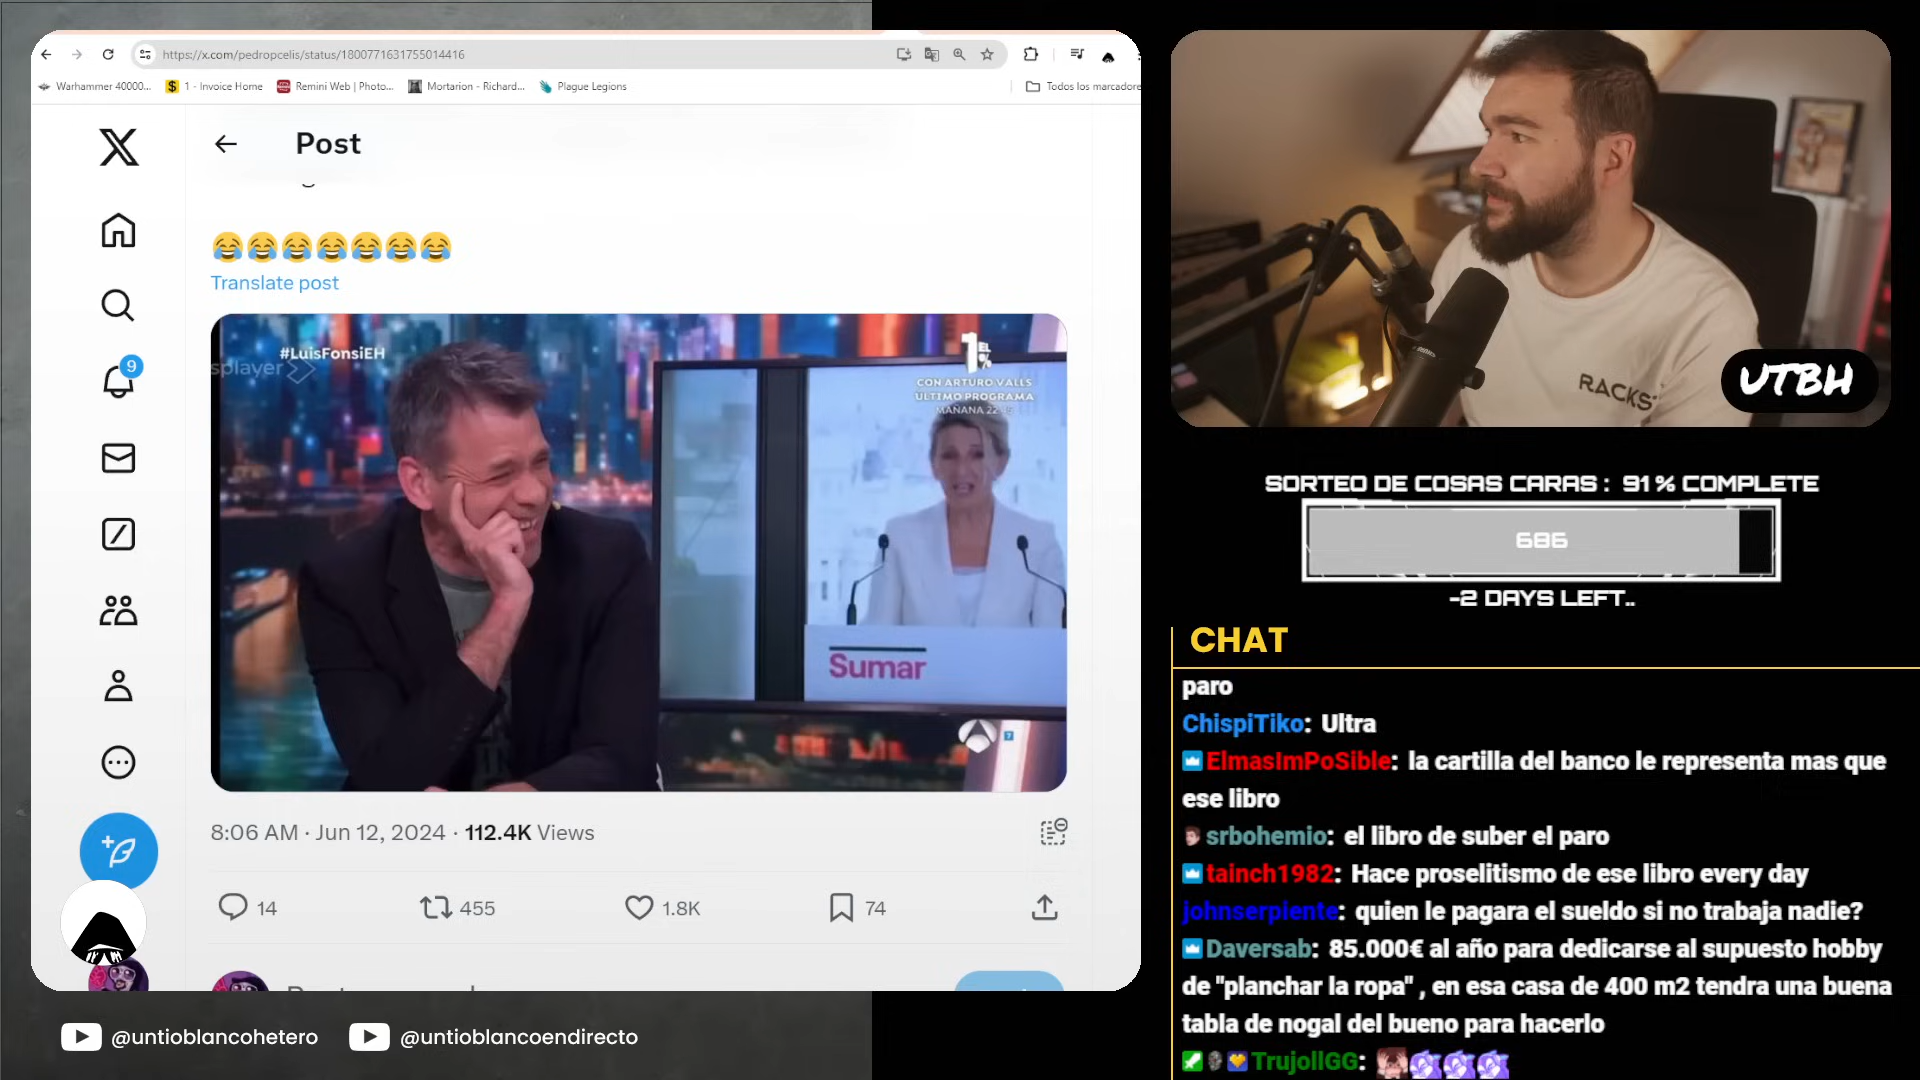 https://x.com/pedropcelis/status/1800771631755014416
Warhammer 40000...
$ 1 - Invoice Home
Remini Web | Photo...
Mortarion - Richard...
Plague Legions
Todos los marcadore
Post
9
Translate post
#LuisFonsiEH
splayer
1 EL %
CON ARTURO VALLS
ÚLTIMO PROGRAMA
MAÑANA 22
Sumar
7
8:06 AM · Jun 12, 2024 · 112.4K Views
14
455
1.8K
74
@untioblancohetero
@untioblancoendirecto
RACKS
UTBH
SORTEO DE COSAS CARAS : 91% COMPLETE
686
-2 DAYS LEFT..
CHAT
paro
ChispiTiko: Ultra
ElmasImPoSible: la cartilla del banco le representa mas que
ese libro
srbohemio: el libro de suber el paro
tainch1982: Hace proselitismo de ese libro every day
johnserpiente: quien le pagara el sueldo si no trabaja nadie?
Daversab: 85.000€ al año para dedicarse al supuesto hobby
de "planchar la ropa" , en esa casa de 400 m2 tendra una buena
tabla de nogal del bueno para hacerlo
TrujollGG: